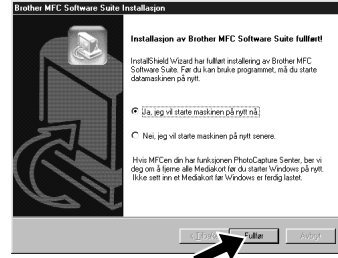 Brother MFC Software Suite Installasjon
Installasjon av Brother MFC Software Suite fullført!
InstallShield Wizard har fullført installering av Brother MFC
Software Suite. Før du kan bruke programmet, må du starte
datamaskinen på nytt.
Ja, jeg vil starte maskinen på nytt nå.
Nei, jeg vil starte maskinen på nytt senere.
Hvis MFCen din har funksjonen PhotoCapture Senter, ber vi
deg om å fjerne alle Mediakort før du starter Windows på nytt.
Ikke sett inn et Mediakort før Windows er ferdig lastet.
Fullfør
Avbryt